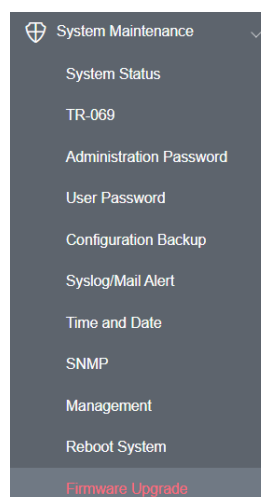 System Maintenance
System Status
TR-069
Administration Password
User Password
Configuration Backup
Syslog/Mail Alert
Time and Date
SNMP
Management
Reboot System
Firmware Upgrade